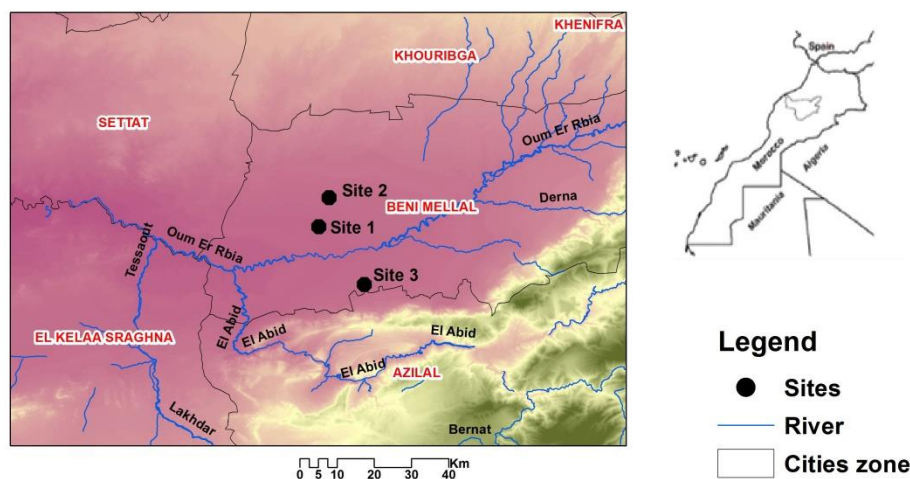 KHENIFRA
KHOURIBGA
SETTAT
Oum Er Rbia
Site 2
Derna
BENI MELLAL
Site 1
Oum Er Rbia
Tessaout
Site 3
El Abid
El Abid
El Abid
EL KELAA SRAGHNA
El Abid
AZILAL
Lakhdar
Bernat
Km
0 5 10 20 30 40
Spain
Morocco
Algeria
Mauritania
Legend
Sites
River
Cities zone